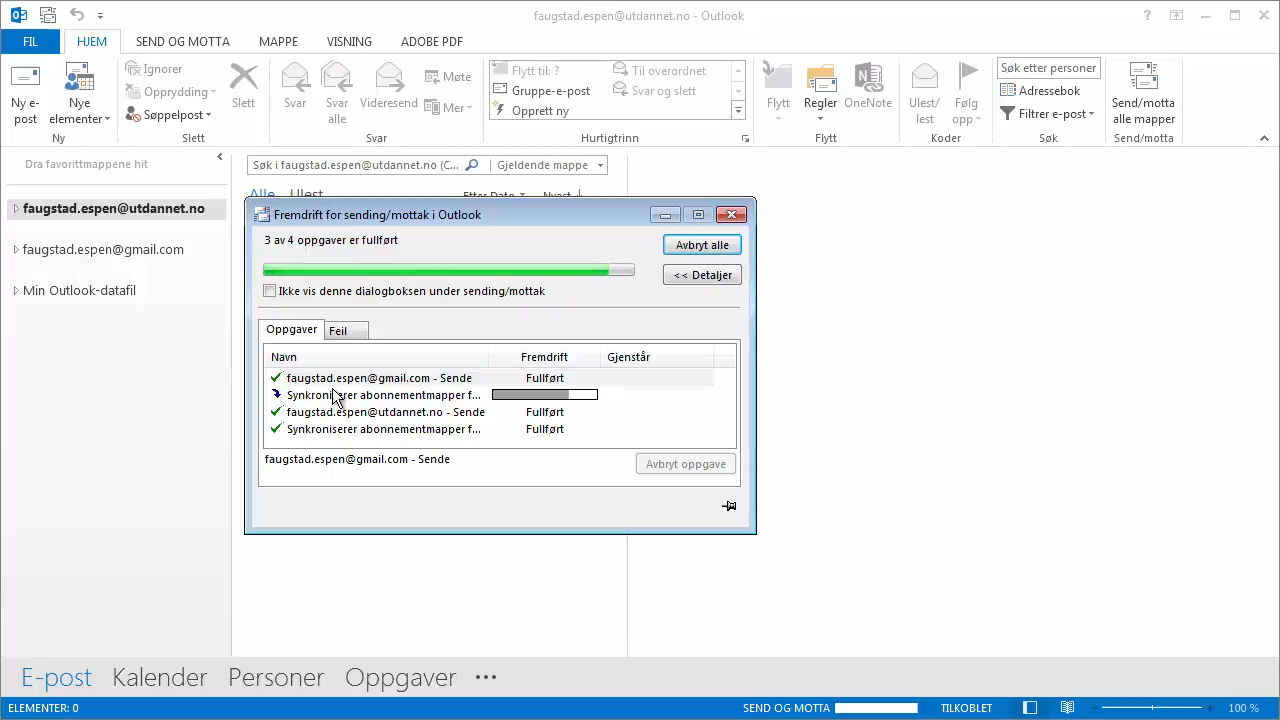 faugstad.espen@utdannet.no - Outlook
FIL
HJEM
SEND OG MOTTA
MAPPE
VISNING
ADOBE PDF
Ny e-
post
Nye
elementer
Ny
Ignorer
Opprydding
Søppelpost
Slett
Slett
Svar
Svar
alle
Videresend
Møte
Mer
Svar
Flytt til: ?
Gruppe-e-post
Opprett ny
Til overordnet
Svar og slett
Hurtigtrinn
Flytt
Regler
OneNote
Flytt
Ulest/
lest
Følg
opp
Koder
Søk etter personer
Adressebok
Filtrer e-post
Søk
Send/motta
alle mapper
Send/motta
Dra favorittmappene hit
faugstad.espen@utdannet.no
faugstad.espen@gmail.com
Min Outlook-datafil
Søk i faugstad.espen@utdannet.no (C...
Gjeldende mappe
Alle Ulest
Etter Dato
Nyest
Fremdrift for sending/mottak i Outlook
3 av 4 oppgaver er fullført
Avbryt alle
<< Detaljer
Ikke vis denne dialogboksen under sending/mottak
Oppgaver
Feil
Navn Fremdrift Gjenstår
faugstad.espen@gmail.com - Sende Fullført
Synkroniserer abonnementmapper f...
faugstad.espen@utdannet.no - Sende Fullført
Synkroniserer abonnementmapper f... Fullført
faugstad.espen@gmail.com - Sende
Avbryt oppgave
E-post Kalender Personer Oppgaver
ELEMENTER: 0
SEND OG MOTTA
TILKOBLET
100 %